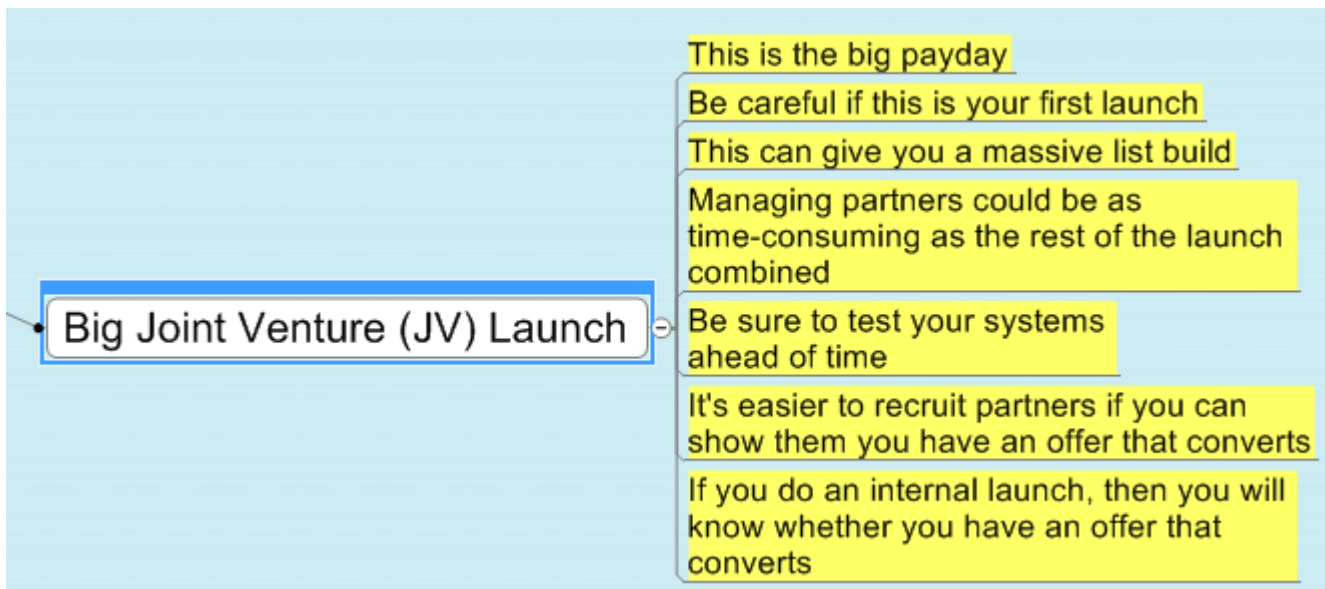 Big Joint Venture (JV) Launch
This is the big payday
Be careful if this is your first launch
This can give you a massive list build
Managing partners could be as
time-consuming as the rest of the launch
combined
Be sure to test your systems
ahead of time
It's easier to recruit partners if you can
show them you have an offer that converts
If you do an internal launch, then you will
know whether you have an offer that
converts